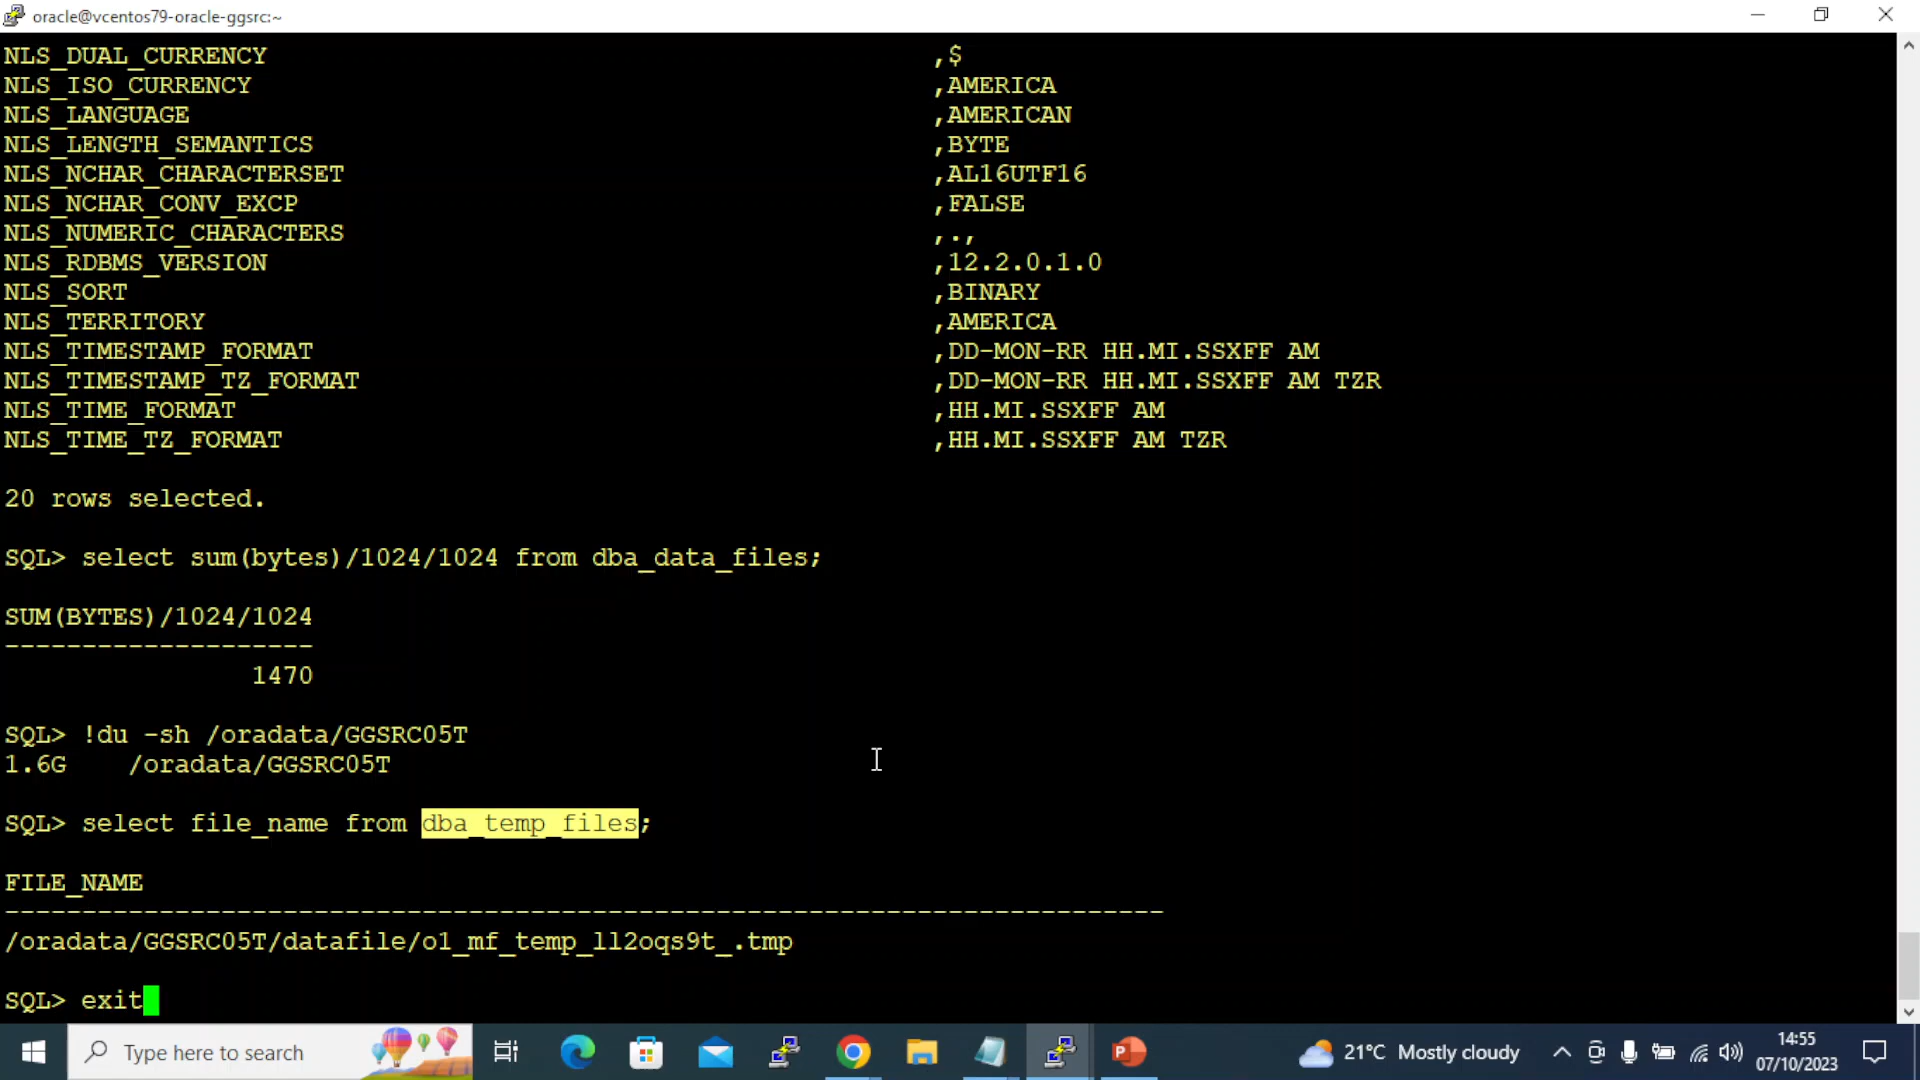 oracle@vcentos79-oracle-ggsrc:~
NLS_DUAL_CURRENCY ,$
NLS_ISO_CURRENCY ,AMERICA
NLS_LANGUAGE ,AMERICAN
NLS_LENGTH_SEMANTICS ,BYTE
NLS_NCHAR_CHARACTERSET ,AL16UTF16
NLS_NCHAR_CONV_EXCP ,FALSE
NLS_NUMERIC_CHARACTERS ,.,
NLS_RDBMS_VERSION ,12.2.0.1.0
NLS_SORT ,BINARY
NLS_TERRITORY ,AMERICA
NLS_TIMESTAMP_FORMAT ,DD-MON-RR HH.MI.SSXFF AM
NLS_TIMESTAMP_TZ_FORMAT ,DD-MON-RR HH.MI.SSXFF AM TZR
NLS_TIME_FORMAT ,HH.MI.SSXFF AM
NLS_TIME_TZ_FORMAT ,HH.MI.SSXFF AM TZR
20 rows selected.
SQL> select sum(bytes)/1024/1024 from dba_data_files;
SUM(BYTES)/1024/1024
--------------------
1470
SQL> !du -sh /oradata/GGSRC05T
1.6G /oradata/GGSRC05T
SQL> select file_name from dba_temp_files;
FILE_NAME
---------------------------------------------------------------------------
/oradata/GGSRC05T/datafile/o1_mf_temp_ll2oqs9t_.tmp
SQL> exit
Type here to search
21°C Mostly cloudy
14:55
07/10/2023